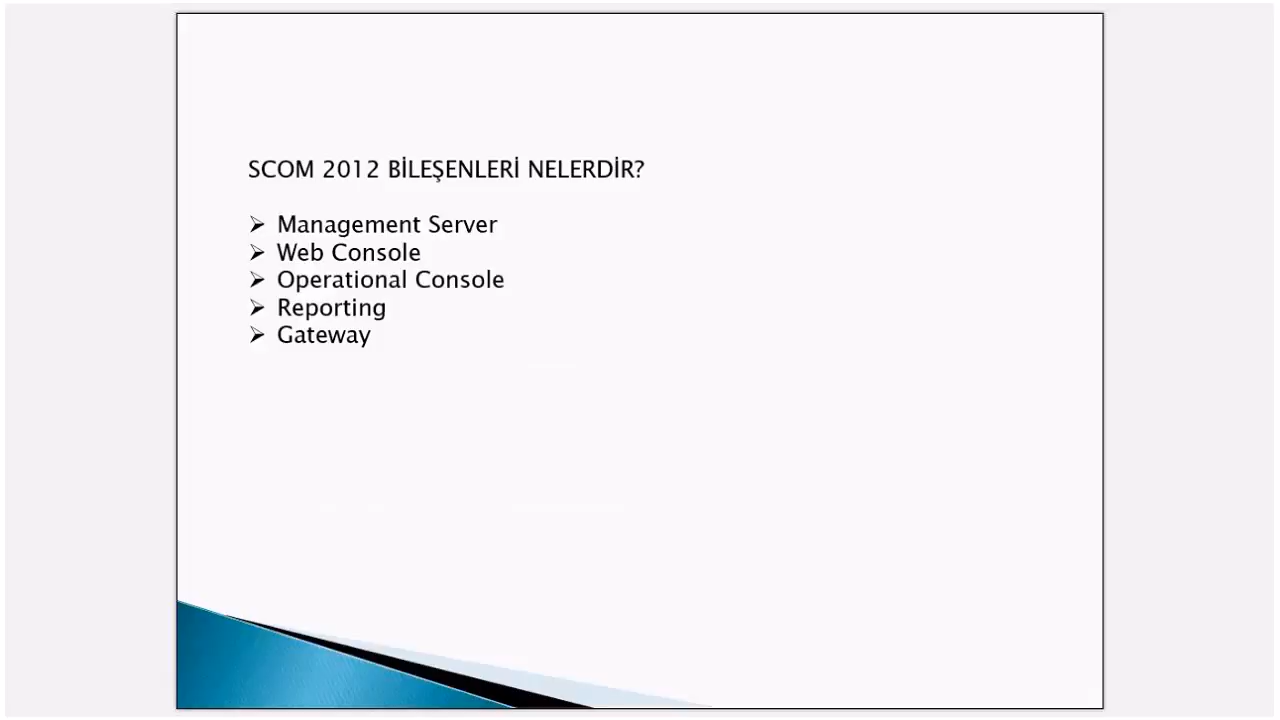 SCOM 2012 BİLEŞENLERİ NELERDİR?
➢ Management Server
➢ Web Console
➢ Operational Console
➢ Reporting
➢ Gateway